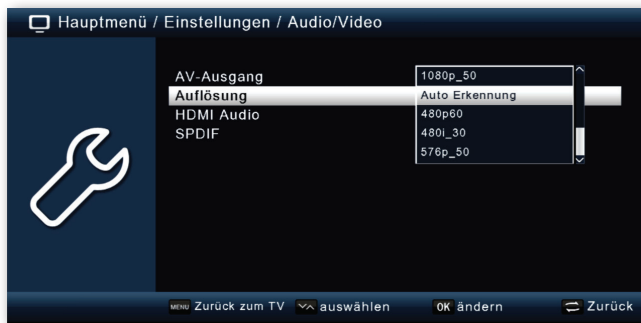 Hauptmenü / Einstellungen / Audio/Video
AV-Ausgang
Auflösung
HDMI Audio
SPDIF
1080p_50
Auto Erkennung
480p60
480i_30
576p_50
MENU Zurück zum TV auswählen OK ändern Zurück